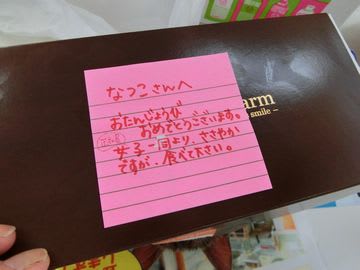 なつこさんへ
おたんじょうび
おめでとうございます。
女子一同より、ささやか
ですが、食べて下さい。
arm
smile –